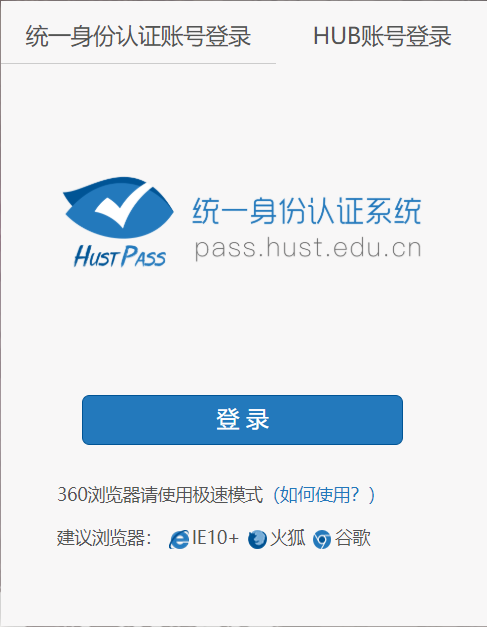 统一身份认证账号登录 HUB账号登录
统一身份认证系统
pass.hust.edu.cn
HUST PASS
登录
360浏览器请使用极速模式（如何使用？）
建议浏览器： IE10+ 火狐 谷歌